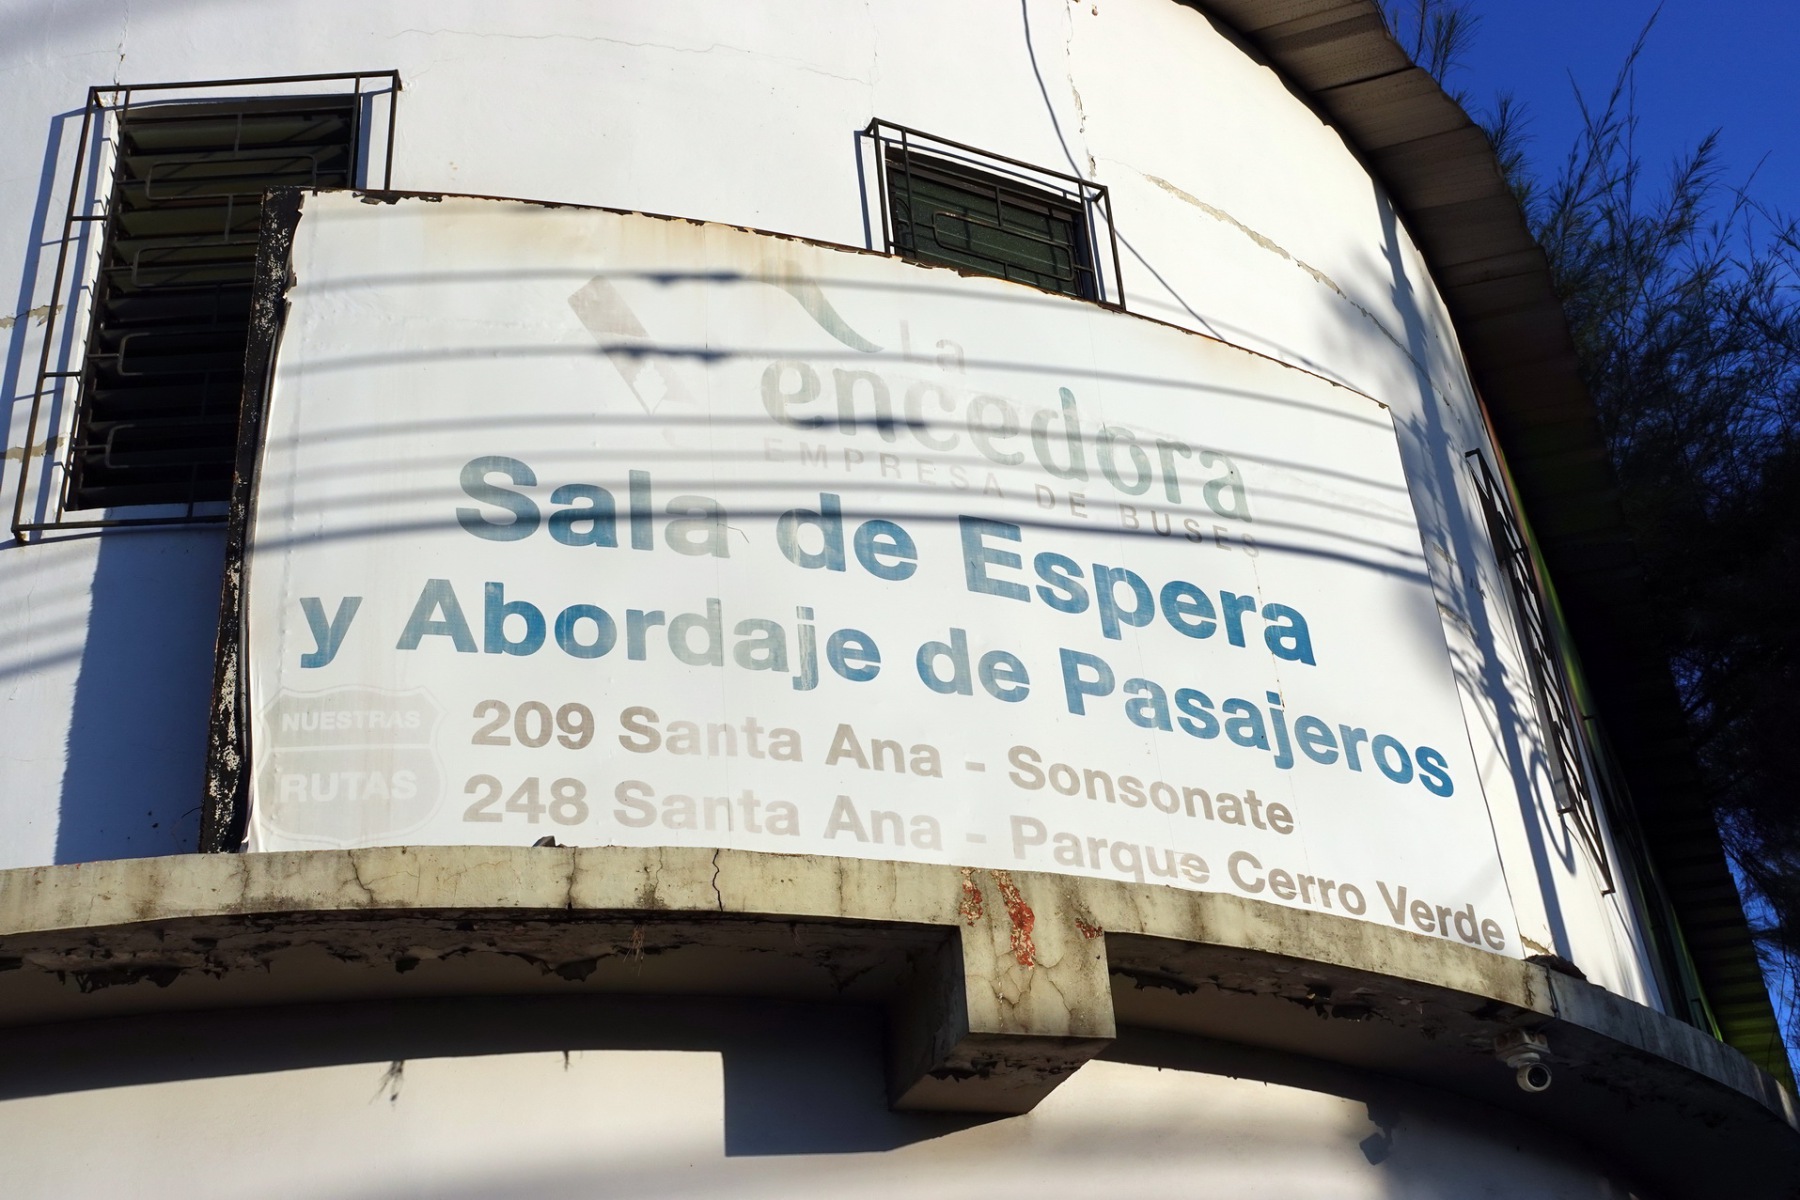 La
Vencedora
EMPRESA DE BUSES
Sala de Espera
y Abordaje de Pasajeros
NUESTRAS
RUTAS
209 Santa Ana - Sonsonate
248 Santa Ana - Parque Cerro Verde